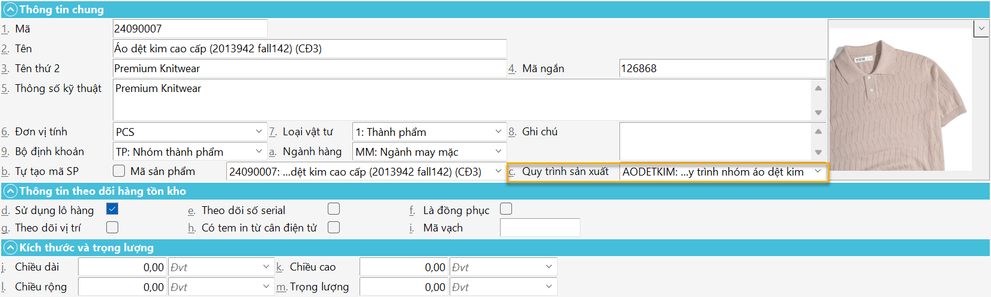 Thông tin chung
1. Mã 24090007
2. Tên Áo dệt kim cao cấp (2013942 fall142) (CĐ3)
3. Tên thứ 2 Premium Knitwear 4. Mã ngắn 126868
5. Thông số kỹ thuật Premium Knitwear
6. Đơn vị tính PCS 7. Loại vật tư 1: Thành phẩm 8. Ghi chú
9. Bộ định khoản TP: Nhóm thành phẩm a. Ngành hàng MM: Ngành may mặc
b. Tự tạo mã SP Mã sản phẩm 24090007: ...dệt kim cao cấp (2013942 fall142) (CĐ3) c. Quy trình sản xuất AODETKIM: ...y trình nhóm áo dệt kim
Thông tin theo dõi hàng tồn kho
d. Sử dụng lô hàng e. Theo dõi số serial f. Là đồng phục
g. Theo dõi vị trí h. Có tem in từ cân điện tử i. Mã vạch
Kích thước và trọng lượng
j. Chiều dài 0,00 Đvt k. Chiều cao 0,00 Đvt
l. Chiều rộng 0,00 Đvt m. Trọng lượng 0,00 Đvt